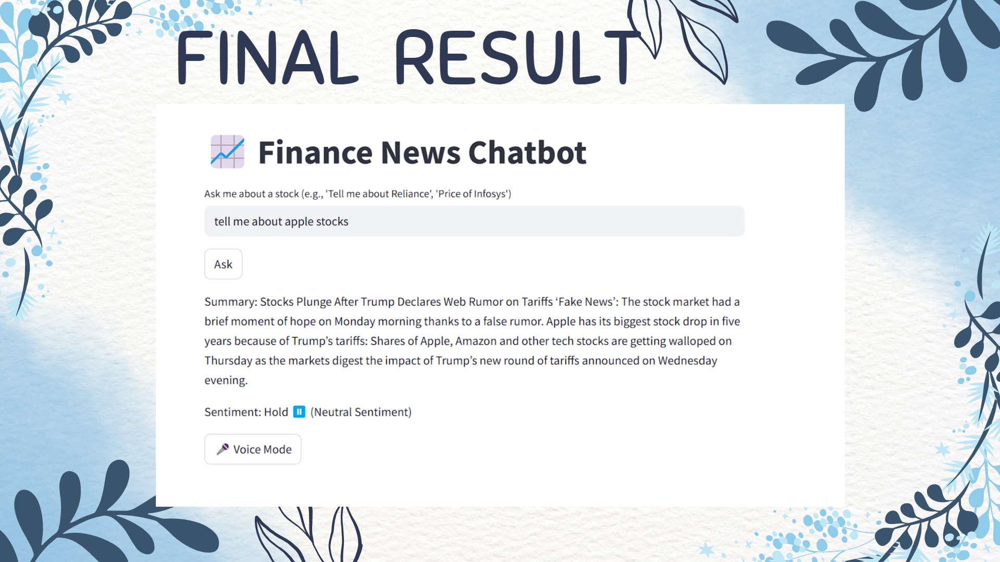 FINAL RESULT
Finance News Chatbot
Ask me about a stock (e.g., 'Tell me about Reliance', 'Price of Infosys')
tell me about apple stocks
Ask
Summary: Stocks Plunge After Trump Declares Web Rumor on Tariffs ‘Fake News’: The stock market had a
brief moment of hope on Monday morning thanks to a false rumor. Apple has its biggest stock drop in five
years because of Trump’s tariffs: Shares of Apple, Amazon and other tech stocks are getting walloped on
Thursday as the markets digest the impact of Trump’s new round of tariffs announced on Wednesday
evening.
Sentiment: Hold ⏸️ (Neutral Sentiment)
🎤 Voice Mode